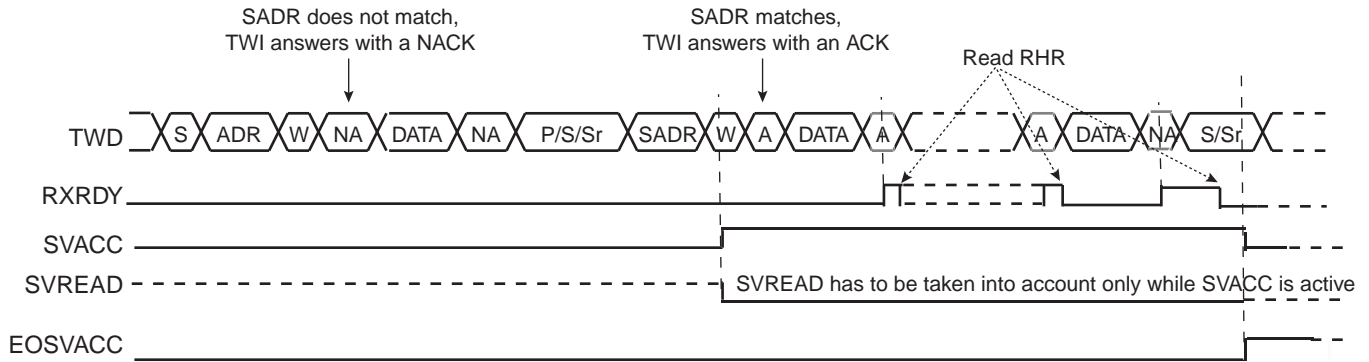 SADR does not match,
TWI answers with a NACK
SADR matches,
TWI answers with an ACK
Read RHR
TWD S ADR W NA DATA NA P/S/Sr SADR W A DATA A A DATA NA S/Sr
RXRDY
SVACC
SVREAD SVREAD has to be taken into account only while SVACC is active
EOSVACC